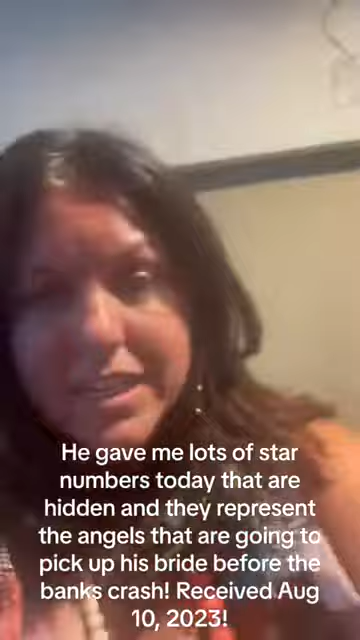 He gave me lots of star
numbers today that are
hidden and they represent
the angels that are going to
pick up his bride before the
banks crash! Received Aug
10, 2023!